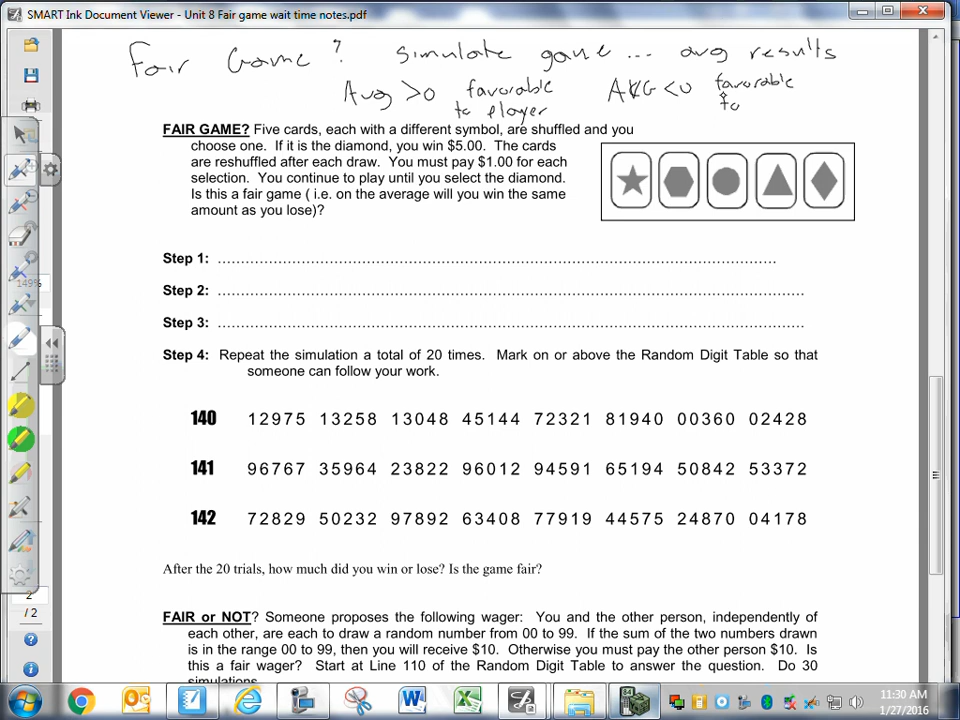 SMART Ink Document Viewer - Unit 8 Fair game wait time notes.pdf
Fair Game? simulate game ... avg results
Avg >0 favorable to player
AVG <0 favorable to
FAIR GAME? Five cards, each with a different symbol, are shuffled and you
choose one. If it is the diamond, you win $5.00. The cards
are reshuffled after each draw. You must pay $1.00 for each
selection. You continue to play until you select the diamond.
Is this a fair game ( i.e. on the average will you win the same
amount as you lose)?
Step 1: ................................................................
Step 2: ................................................................
Step 3: ................................................................
Step 4: Repeat the simulation a total of 20 times. Mark on or above the Random Digit Table so that
someone can follow your work.
140 12975 13258 13048 45144 72321 81940 00360 02428
141 96767 35964 23822 96012 94591 65194 50842 53372
142 72829 50232 97892 63408 77919 44575 24870 04178
After the 20 trials, how much did you win or lose? Is the game fair?
FAIR or NOT? Someone proposes the following wager: You and the other person, independently of
each other, are each to draw a random number from 00 to 99. If the sum of the two numbers drawn
is in the range 00 to 99, then you will receive $10. Otherwise you must pay the other person $10. Is
this a fair wager? Start at Line 110 of the Random Digit Table to answer the question. Do 30
simulations
149%
2
/ 2
11:30 AM
1/27/2016